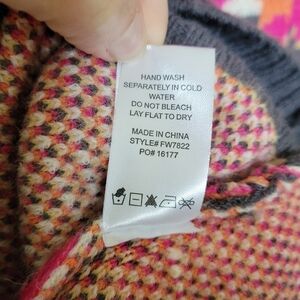 HAND WASH
SEPARATELY IN COLD
WATER
DO NOT BLEACH
LAY FLAT TO DRY
MADE IN CHINA
STYLE# FW7822
PO# 16177